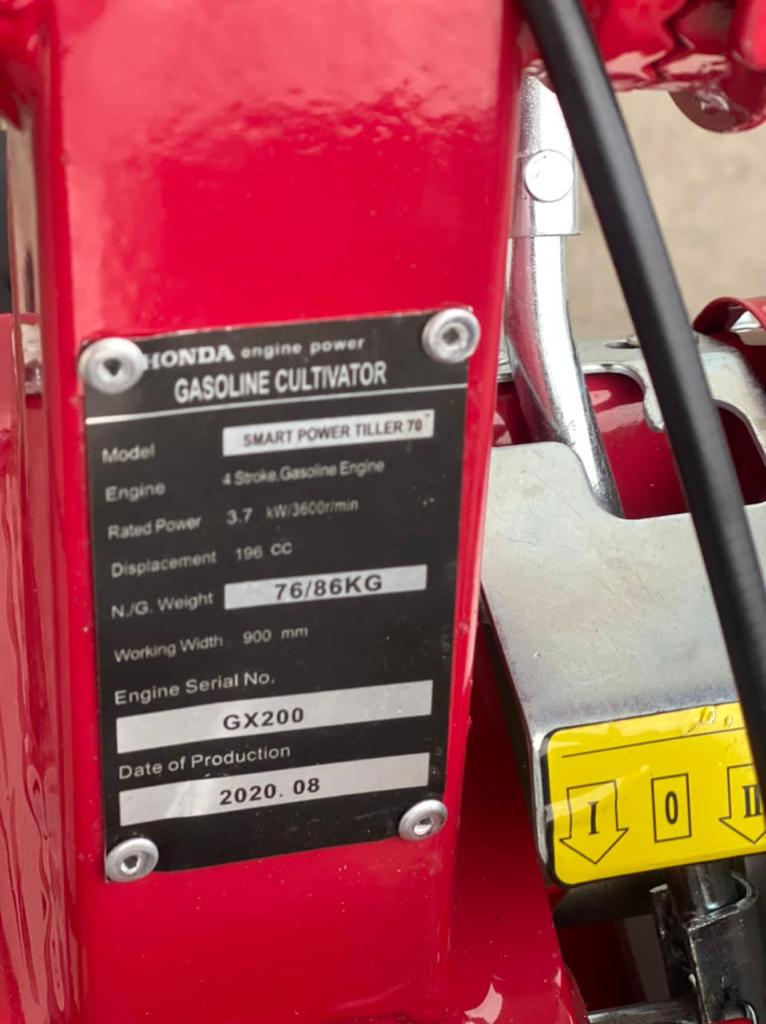 HONDA engine power
GASOLINE CULTIVATOR
Model SMART POWER TILLER 70
Engine 4 Stroke,Gasoline Engine
Rated Power 3.7 kW/3600r/min
Displacement 196 CC
N./G. Weight 76/86KG
Working Width 900 mm
Engine Serial No.
GX200
Date of Production
2020. 08
I 0 II